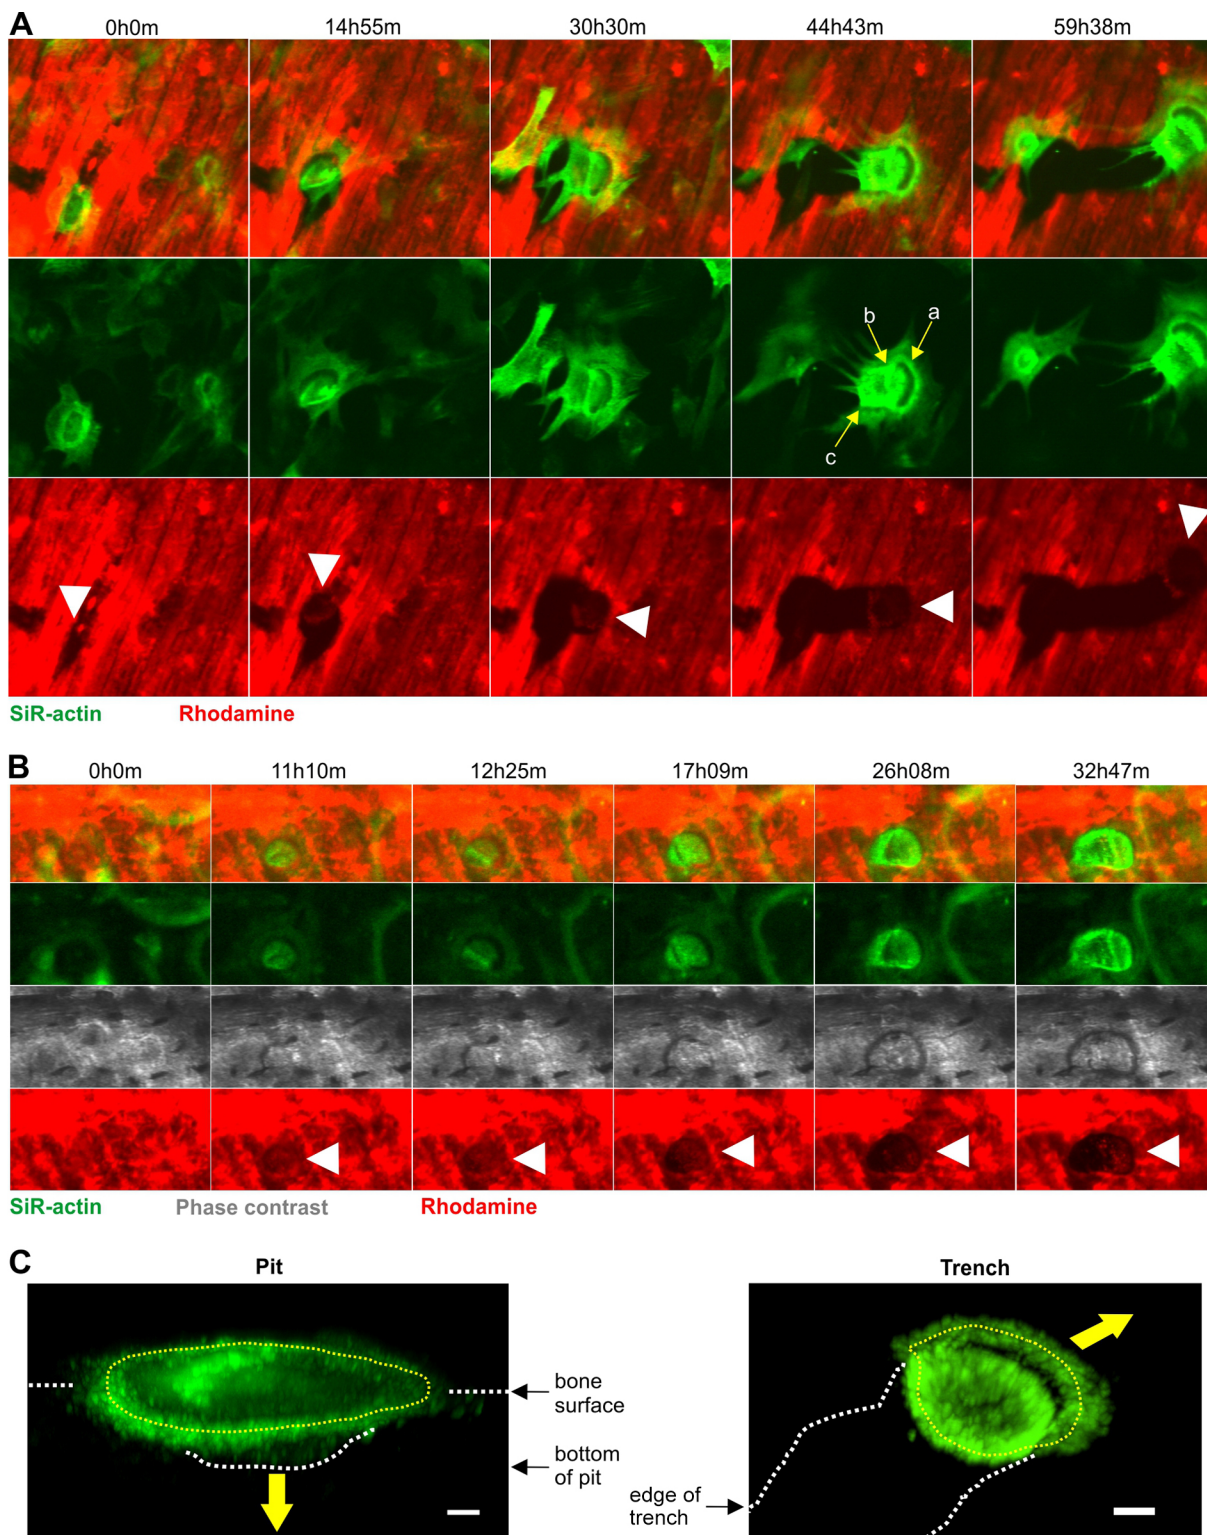 A
0h0m 14h55m 30h30m 44h43m 59h38m
b a
c
SiR-actin Rhodamine
B
0h0m 11h10m 12h25m 17h09m 26h08m 32h47m
SiR-actin Phase contrast Rhodamine
C
Pit Trench
bone
surface
bottom
of pit
edge of
trench